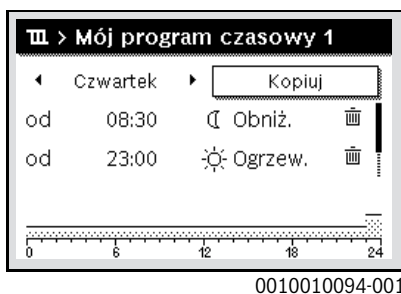 > Mój program czasowy 1
Czwartek Kopiuj
od 08:30 Obniż.
od 23:00 Ogrzew.
0 6 12 18 24
0010010094-001